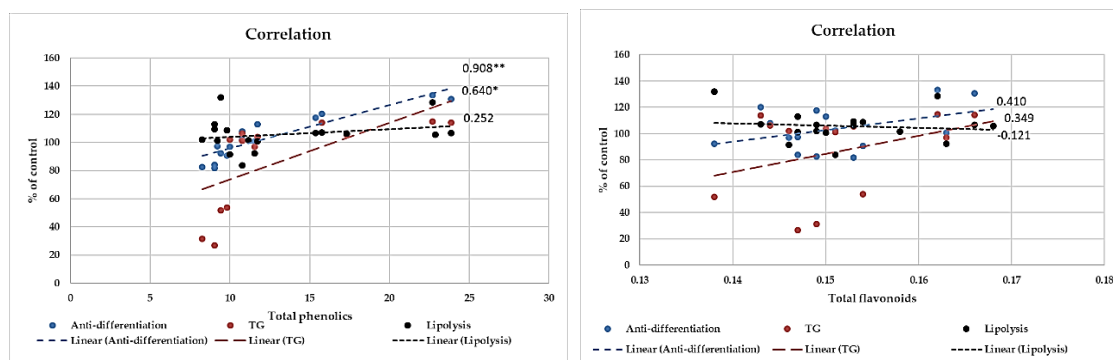 Correlation
160
140
120
100
80
60
40
20
0
% of control
0.908**
0.640*
0.252
0 5 10 15 20 25 30
Total phenolics
Anti-differentiation TG Lipolysis
Linear (Anti-differentiation) Linear (TG) Linear (Lipolysis)
Correlation
160
140
120
100
80
60
40
20
0
% of control
0.410
0.349
-0.121
0.13 0.14 0.15 0.16 0.17 0.18
Total flavonoids
Anti-differentiation TG Lipolysis
Linear (Anti-differentiation) Linear (TG) Linear (Lipolysis)